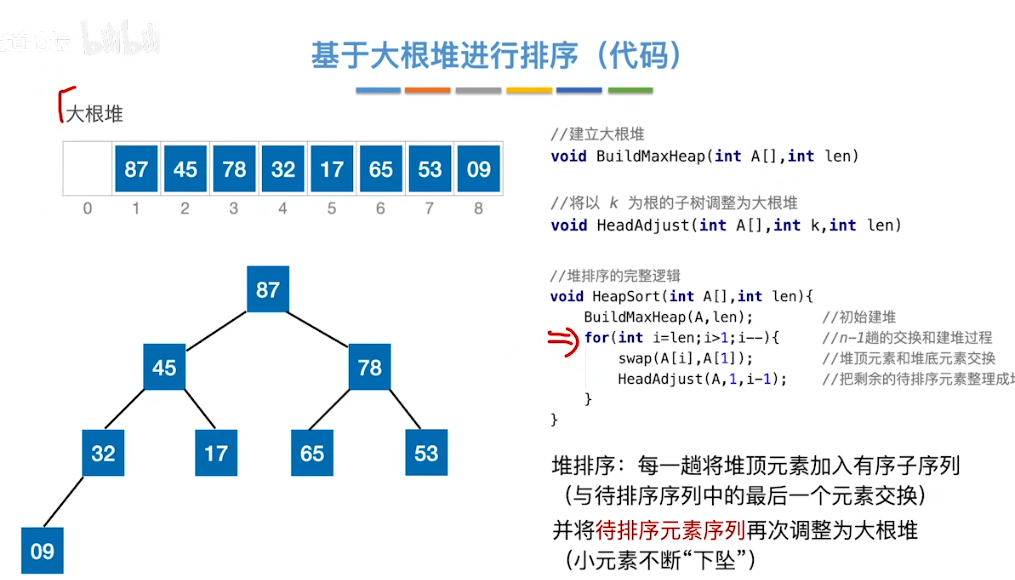 bilibili
基于大根堆进行排序（代码）
大根堆
87 45 78 32 17 65 53 09
0 1 2 3 4 5 6 7 8
87
45 78
32 17 65 53
09
//建立大根堆
void BuildMaxHeap(int A[],int len)
//将以 k 为根的子树调整为大根堆
void HeadAdjust(int A[],int k,int len)
//堆排序的完整逻辑
void HeapSort(int A[],int len){
BuildMaxHeap(A,len); //初始建堆
for(int i=len;i>1;i--){ //n-1趟的交换和建堆过程
swap(A[i],A[1]); //堆顶元素和堆底元素交换
HeadAdjust(A,1,i-1); //把剩余的待排序元素整理成
}
}
堆排序：每一趟将堆顶元素加入有序子序列
（与待排序序列中的最后一个元素交换）
并将待排序元素序列再次调整为大根堆
（小元素不断“下坠”）